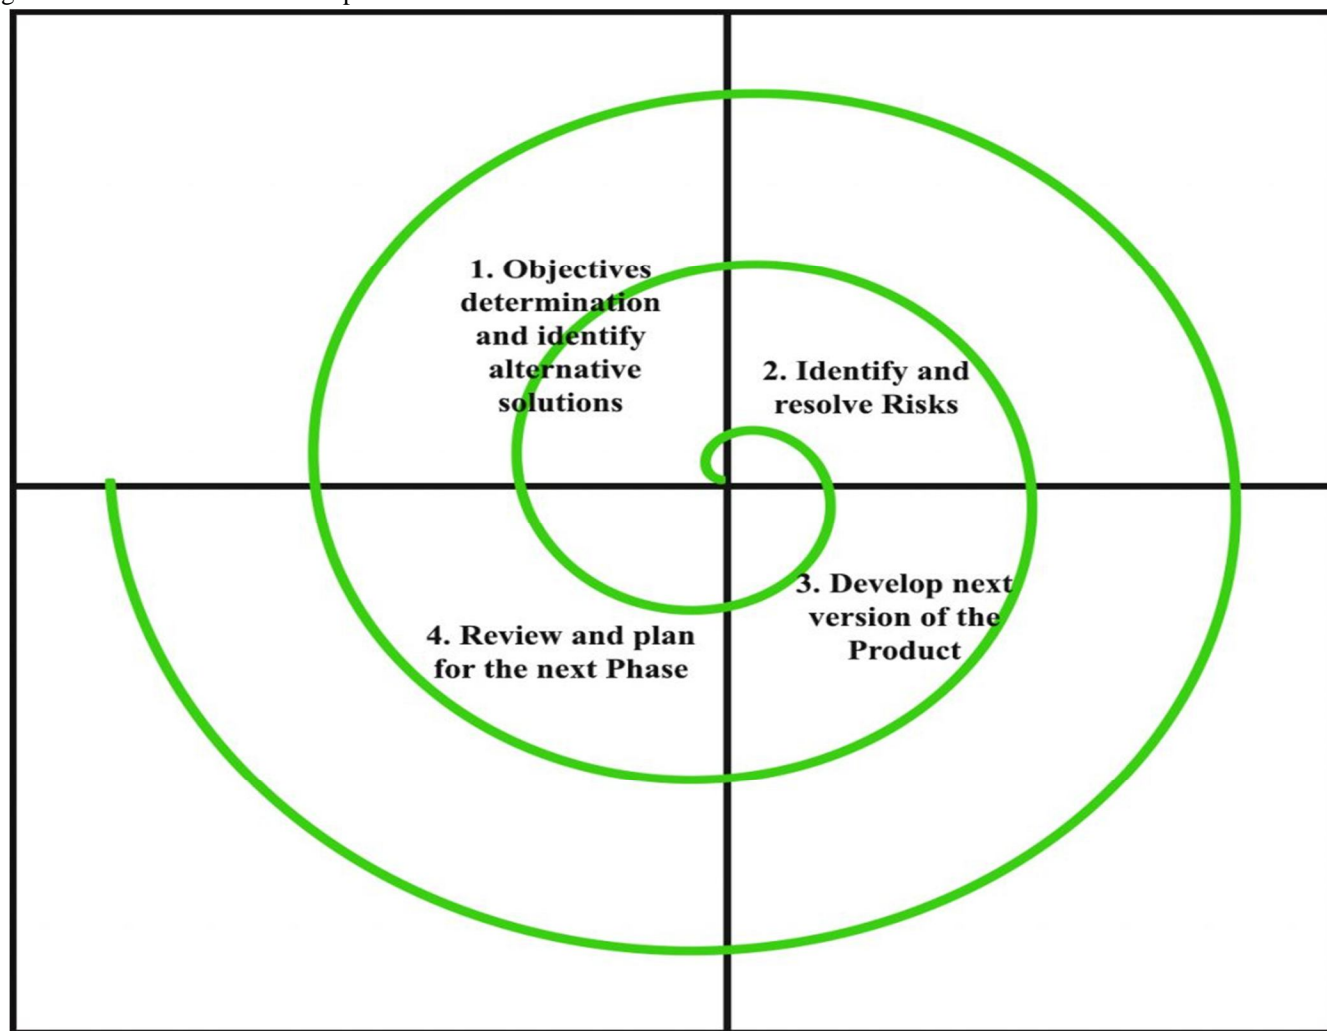 1. Objectives
determination
and identify
alternative
solutions
2. Identify and
resolve Risks
3. Develop next
version of the
Product
4. Review and plan
for the next Phase